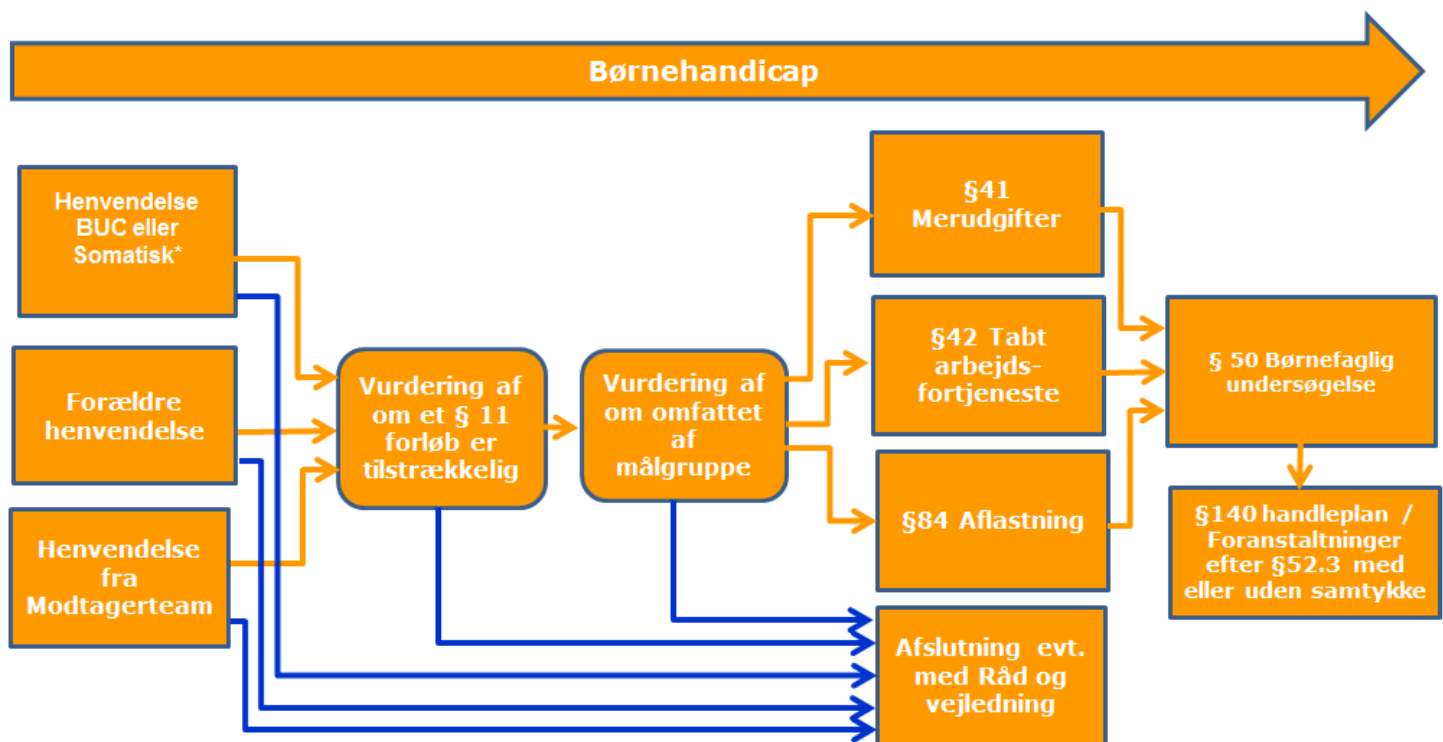 Børnehandicap
Henvendelse
BUC eller
Somatisk*
Forældre
henvendelse
Henvendelse
fra
Modtagerteam
Vurdering af
om et § 11
forløb er
tilstrækkelig
Vurdering af
om omfattet
af
målgruppe
§41
Merudgifter
§42 Tabt
arbejds-
fortjeneste
§84 Aflastning
Afslutning evt.
med Råd og
vejledning
§ 50 Børnefaglig
undersøgelse
§140 handleplan /
Foranstaltninger
efter §52.3 med
eller uden samtykke